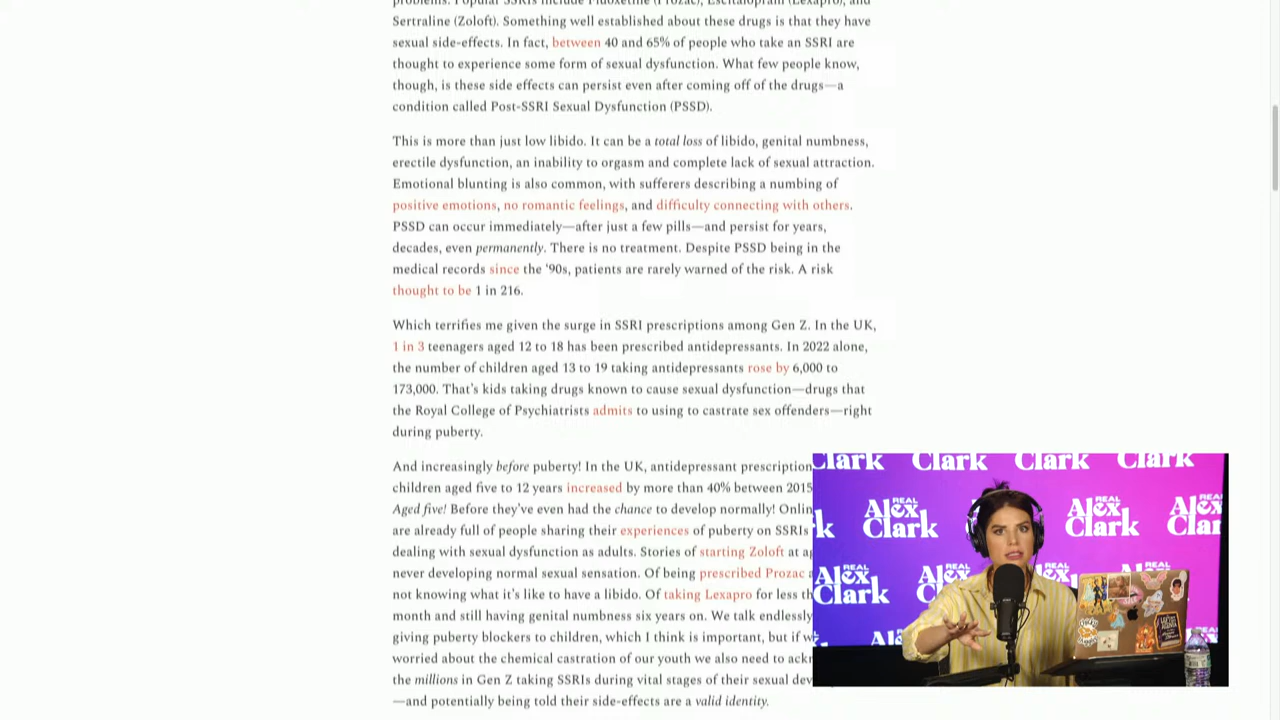 problems. Popular SSRIs include Fluoxetine (Prozac), Escitalopram (Lexapro), and
Sertraline (Zoloft). Something well established about these drugs is that they have
sexual side-effects. In fact, between 40 and 65% of people who take an SSRI are
thought to experience some form of sexual dysfunction. What few people know,
though, is these side effects can persist even after coming off of the drugs—a
condition called Post-SSRI Sexual Dysfunction (PSSD).
This is more than just low libido. It can be a total loss of libido, genital numbness,
erectile dysfunction, an inability to orgasm and complete lack of sexual attraction.
Emotional blunting is also common, with sufferers describing a numbing of
positive emotions, no romantic feelings, and difficulty connecting with others.
PSSD can occur immediately—after just a few pills—and persist for years,
decades, even permanently. There is no treatment. Despite PSSD being in the
medical records since the ‘90s, patients are rarely warned of the risk. A risk
thought to be 1 in 216.
Which terrifies me given the surge in SSRI prescriptions among Gen Z. In the UK,
1 in 3 teenagers aged 12 to 18 has been prescribed antidepressants. In 2022 alone,
the number of children aged 13 to 19 taking antidepressants rose by 6,000 to
173,000. That’s kids taking drugs known to cause sexual dysfunction—drugs that
the Royal College of Psychiatrists admits to using to castrate sex offenders—right
during puberty.
And increasingly before puberty! In the UK, antidepressant prescription
children aged five to 12 years increased by more than 40% between 2015
Aged five! Before they’ve even had the chance to develop normally! Onlin
are already full of people sharing their experiences of puberty on SSRIs
dealing with sexual dysfunction as adults. Stories of starting Zoloft at a
never developing normal sexual sensation. Of being prescribed Prozac
not knowing what it’s like to have a libido. Of taking Lexapro for less th
month and still having genital numbness six years on. We talk endlessly
giving puberty blockers to children, which I think is important, but if w
worried about the chemical castration of our youth we also need to ack
the millions in Gen Z taking SSRIs during vital stages of their sexual dev
—and potentially being told their side-effects are a valid identity.
Clark Clark Clark Clark
REAL Alex Clark
REAL Alex Clark
REAL Alex Clark
REAL Alex Clark